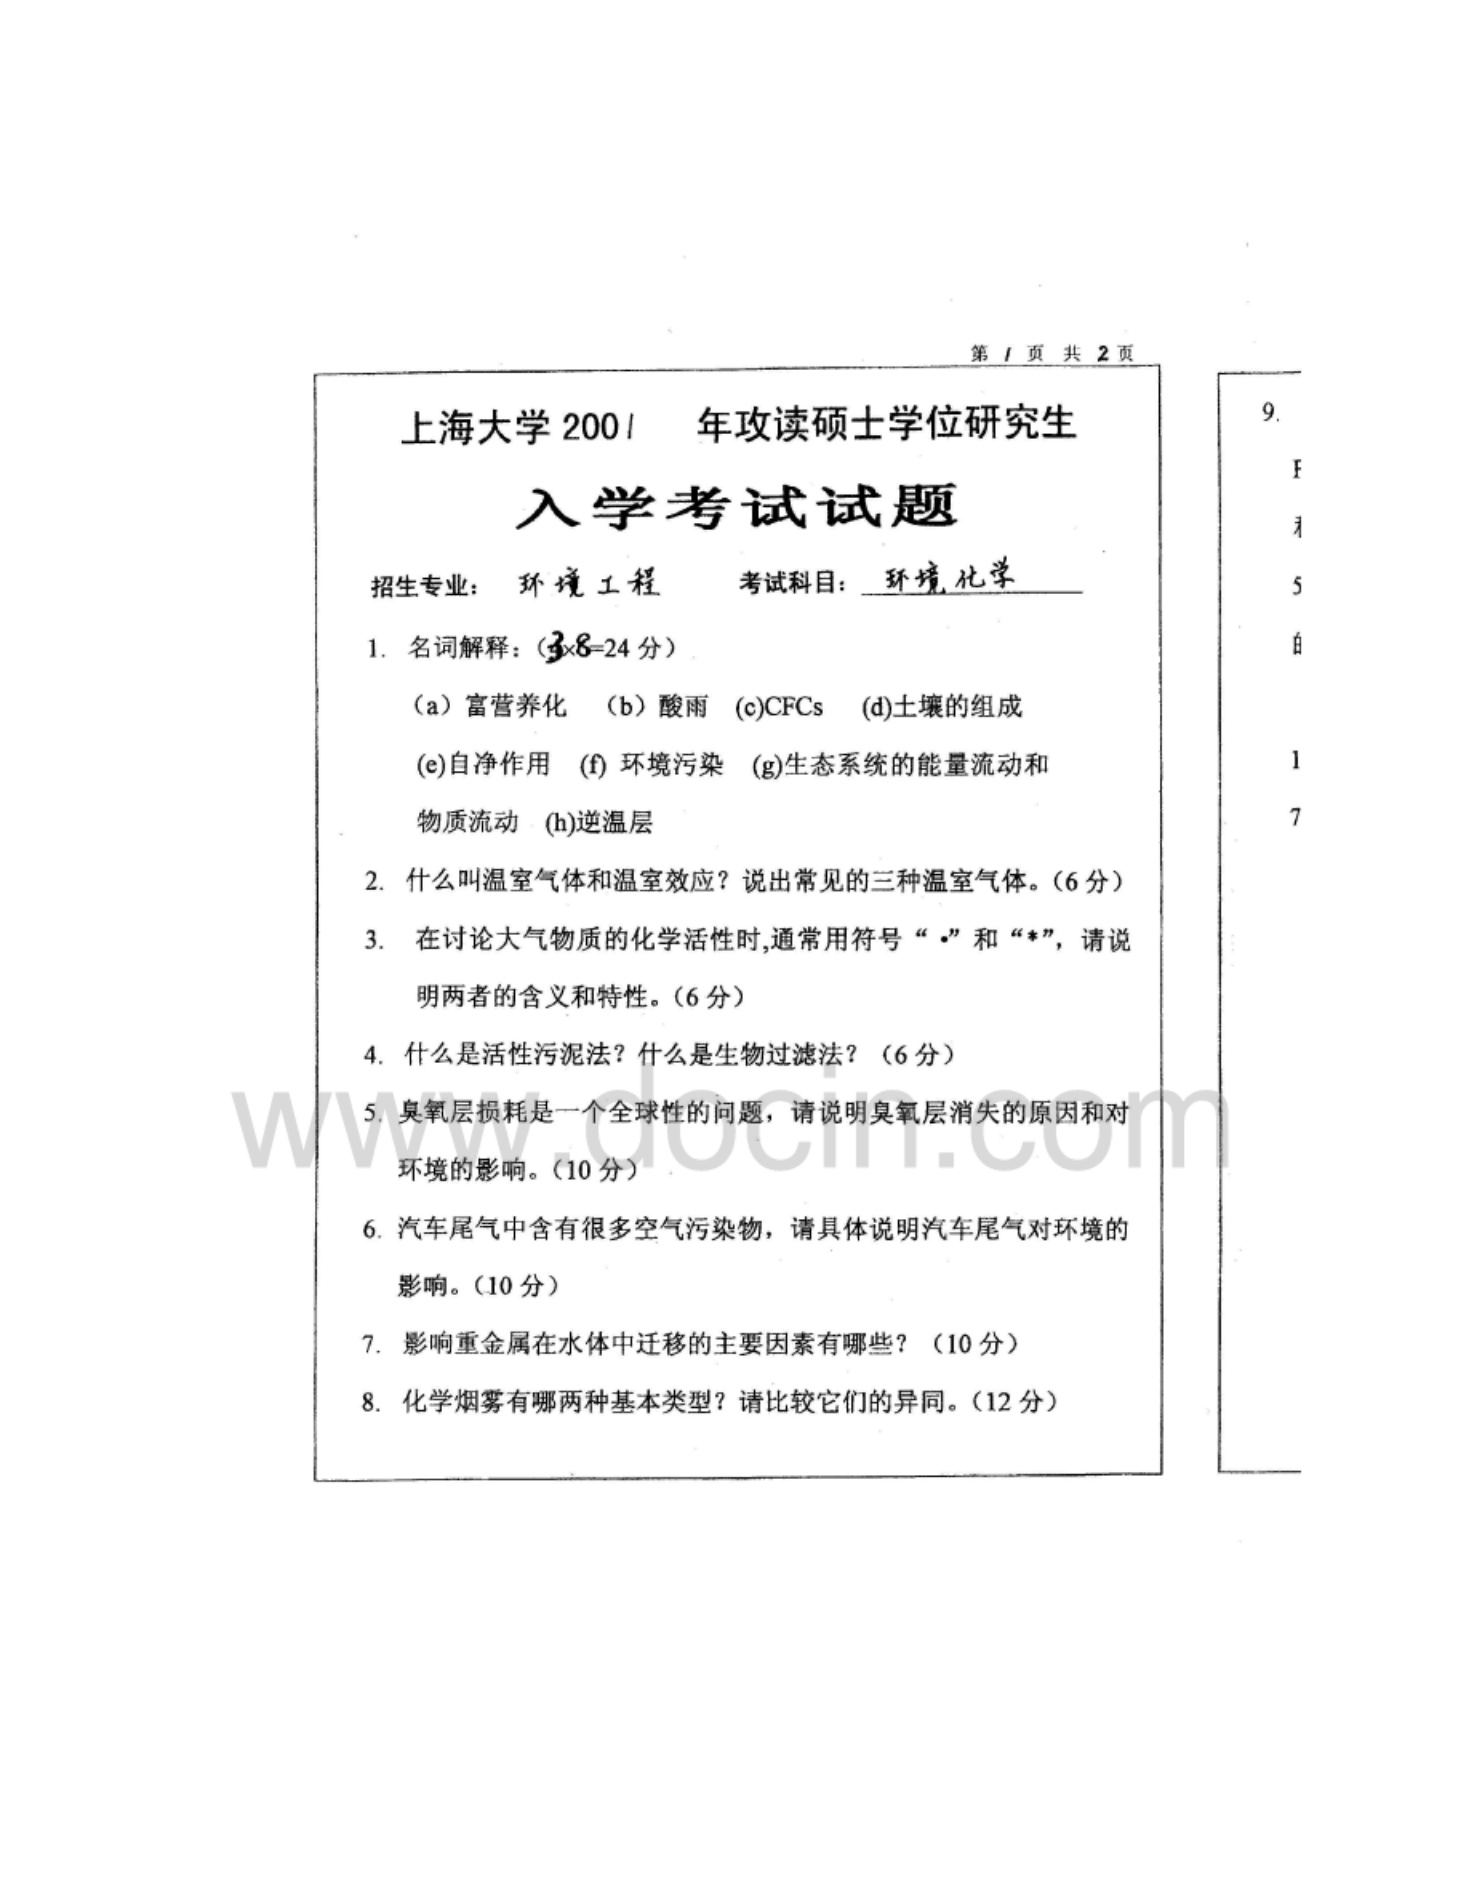 第 1 页 共 2 页
上海大学 2001 年攻读硕士学位研究生
入学考试试题
招生专业： 环境工程 考试科目： 环境化学
1. 名词解释：（3×8=24 分）
（a）富营养化 （b）酸雨 (c)CFCs (d)土壤的组成
(e)自净作用 (f) 环境污染 (g)生态系统的能量流动和
物质流动 (h)逆温层
2. 什么叫温室气体和温室效应？说出常见的三种温室气体。（6 分）
3. 在讨论大气物质的化学活性时,通常用符号“ •”和“*”，请说
明两者的含义和特性。（6 分）
4. 什么是活性污泥法？什么是生物过滤法？（6 分）
5. 臭氧层损耗是一个全球性的问题，请说明臭氧层消失的原因和对
环境的影响。（10 分）
6. 汽车尾气中含有很多空气污染物，请具体说明汽车尾气对环境的
影响。（10 分）
7. 影响重金属在水体中迁移的主要因素有哪些？（10 分）
8. 化学烟雾有哪两种基本类型？请比较它们的异同。（12 分）
www.docin.com
9.
5
的
1
7